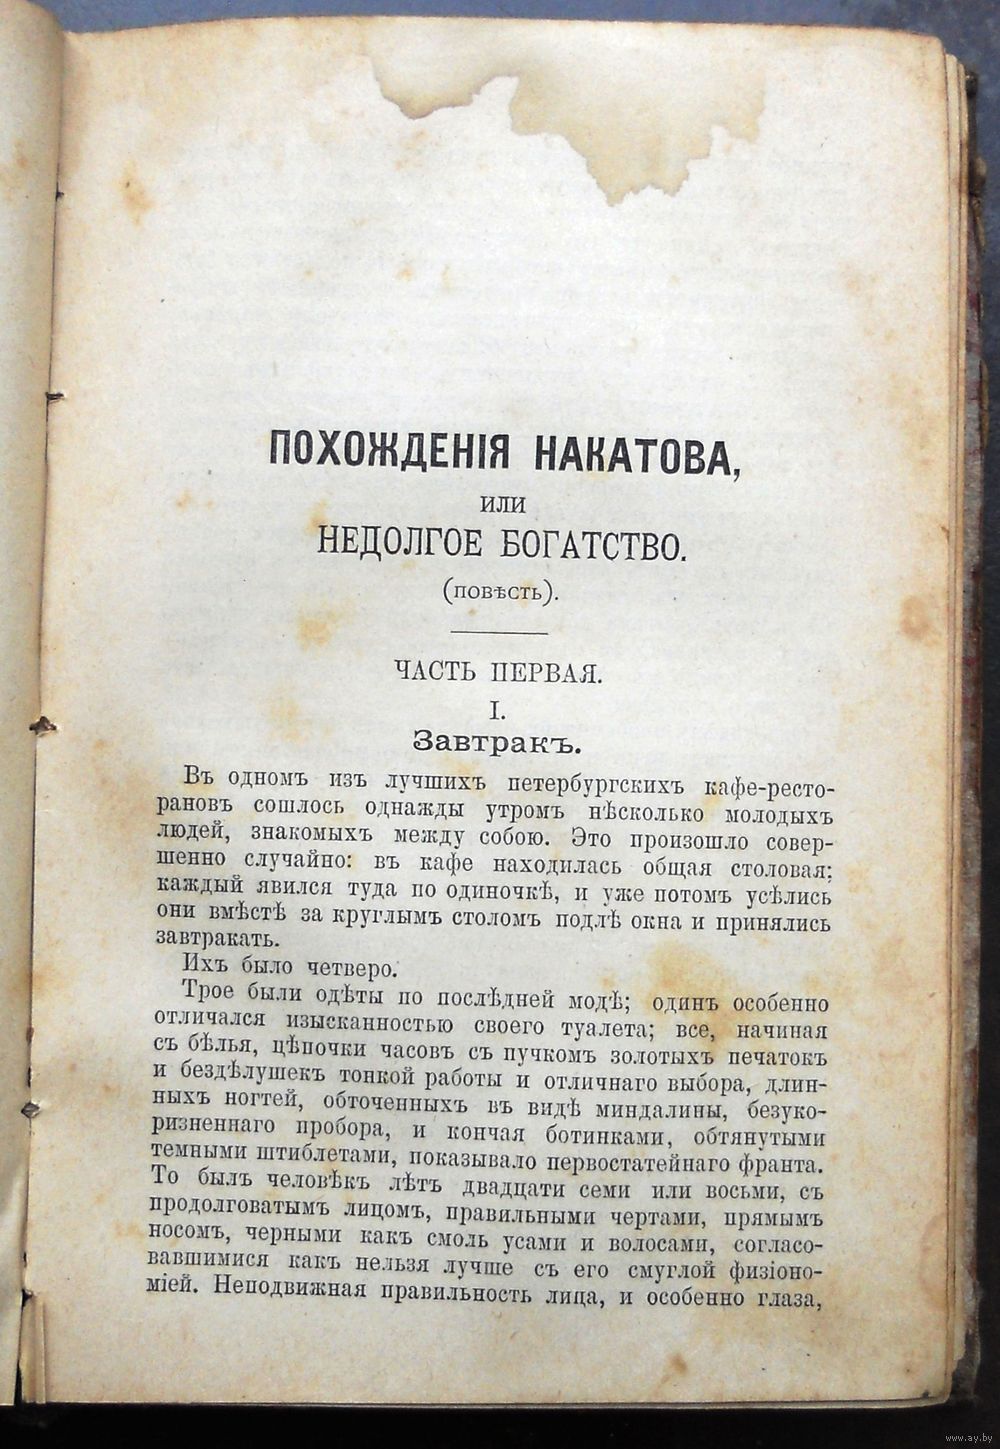 ПОХОЖДЕНІЯ НАКАТОВА,
или
НЕДОЛГОЕ БОГАТСТВО.
(повѣсть).
ЧАСТЬ ПЕРВАЯ.
I.
Завтракъ.
Въ одномъ изъ лучшихъ петербургскихъ кафе-ресто-
рановъ сошлось однажды утромъ нѣсколько молодыхъ
людей, знакомыхъ между собою. Это произошло совер-
шенно случайно: въ кафе находилась общая столовая;
каждый явился туда по одиночкѣ, и уже потомъ усѣлись
они вмѣстѣ за круглымъ столомъ подлѣ окна и принялись
завтракать.
Ихъ было четверо.
Трое были одѣты по послѣдней модѣ; одинъ особенно
отличался изысканностью своего туалета; все, начиная
съ бѣлья, цѣпочки часовъ съ пучкомъ золотыхъ печатокъ
и бездѣлушекъ тонкой работы и отличнаго выбора, длин-
ныхъ ногтей, обточенныхъ въ видѣ миндалины, безуко-
ризненнаго пробора, и кончая ботинками, обтянутыми
темными штиблетами, показывало первостатейнаго франта.
То былъ человѣкъ лѣтъ двадцати семи или восьми, съ
продолговатымъ лицомъ, правильными чертами, прямымъ
носомъ, черными какъ смоль усами и волосами, согласо-
вавшимися какъ нельзя лучше съ его смуглой физіоно-
міей. Неподвижная правильность лица, и особенно глаза,
www.ay.by